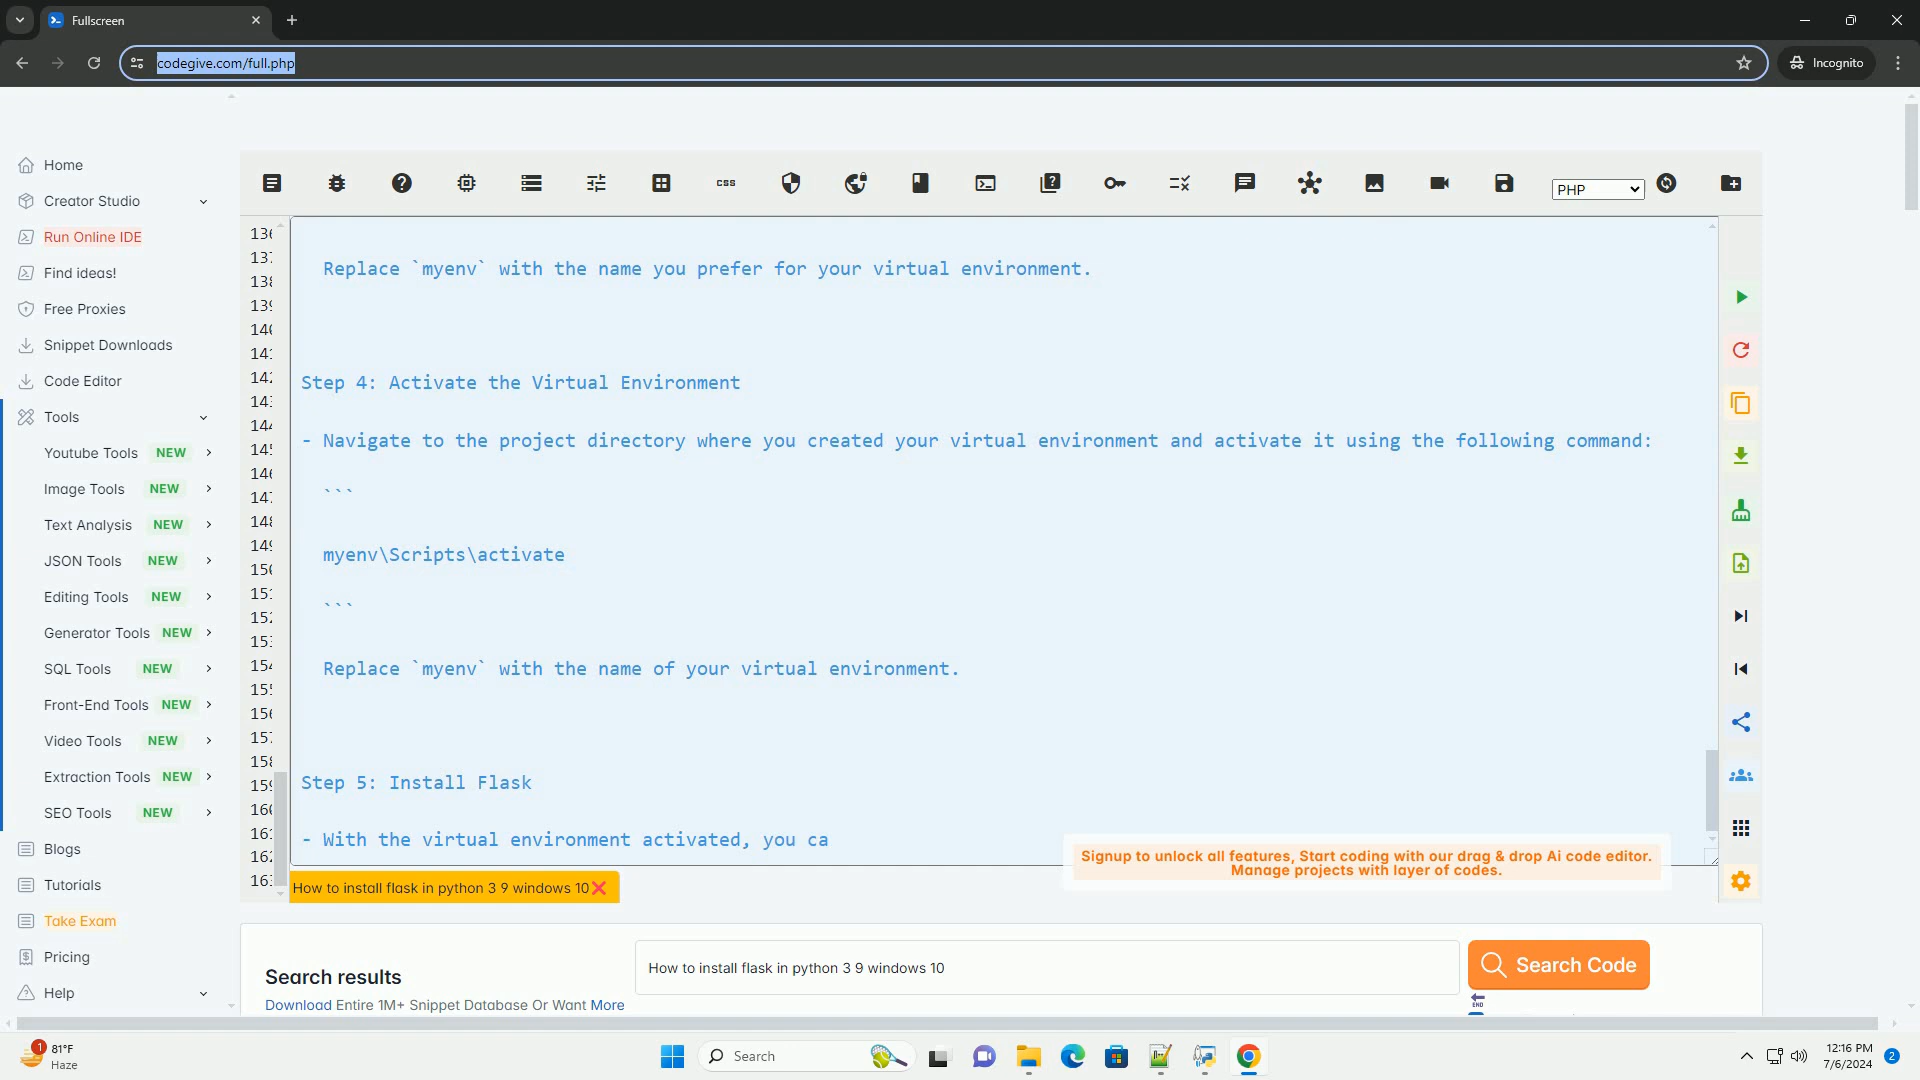 Fullscreen
codegive.com/full.php
Incognito
Home
Creator Studio
Run Online IDE
Find ideas!
Free Proxies
Snippet Downloads
Code Editor
Tools
Youtube Tools NEW
Image Tools NEW
Text Analysis NEW
JSON Tools NEW
Editing Tools NEW
Generator Tools NEW
SQL Tools NEW
Front-End Tools NEW
Video Tools NEW
Extraction Tools NEW
SEO Tools NEW
Blogs
Tutorials
Take Exam
Pricing
Help
css
PHP
Replace `myenv` with the name you prefer for your virtual environment.
Step 4: Activate the Virtual Environment
- Navigate to the project directory where you created your virtual environment and activate it using the following command:
```
myenv\Scripts\activate
```
Replace `myenv` with the name of your virtual environment.
Step 5: Install Flask
- With the virtual environment activated, you ca
Signup to unlock all features, Start coding with our drag & drop Ai code editor.
Manage projects with layer of codes.
How to install flask in python 3 9 windows 10
Search results
Download Entire 1M+ Snippet Database Or Want More
How to install flask in python 3 9 windows 10
Search Code
END
1
81°F
Haze
Search
12:16 PM
7/6/2024
2